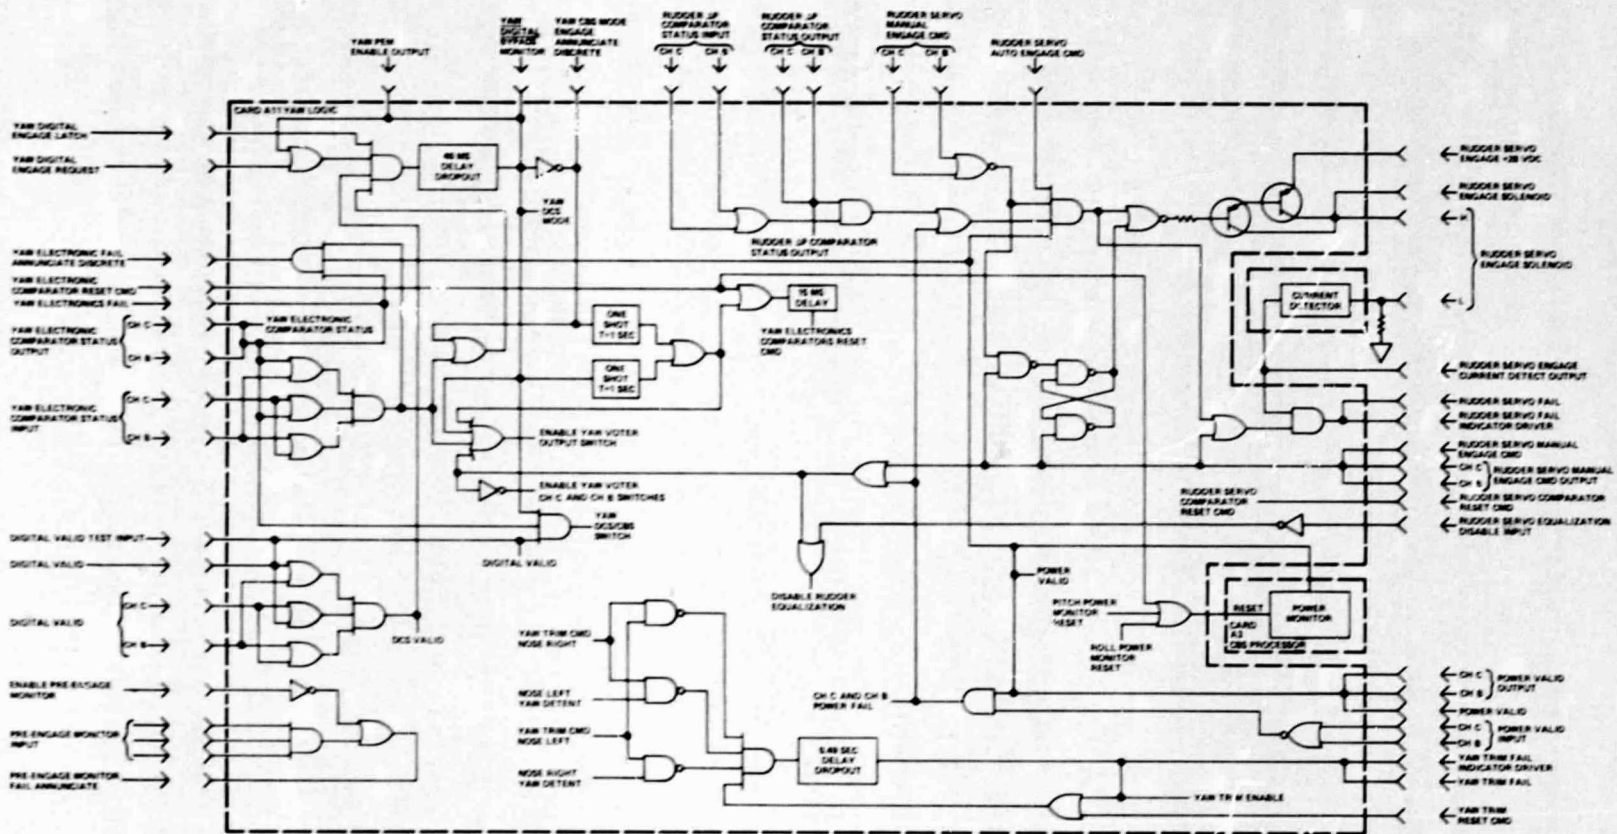 YAW PEM
ENABLE OUTPUT
YAW
DIGITAL
BYPASS
MONITOR
YAW CBS MODE
ENGAGE
ANNUNCIATE
DISCRETE
RUDDER ΔP
COMPARATOR
STATUS INPUT
CH C CH B
RUDDER ΔP
COMPARATOR
STATUS OUTPUT
CH C CH B
RUDDER SERVO
MANUAL
ENGAGE CMD
CH C CH B
RUDDER SERVO
AUTO ENGAGE CMD
CARD A11 YAW LOGIC
YAW DIGITAL
ENGAGE LATCH
YAW DIGITAL
ENGAGE REQUEST
DELAY
DROPOUT
YAW
DCS
MODE
RUDDER ΔP COMPARATOR
STATUS OUTPUT
RUDDER SERVO
ENGAGE +28 VDC
RUDDER SERVO
ENGAGE SOLENOID
H
RUDDER SERVO
ENGAGE SOLENOID
L
YAW ELECTRONIC FAIL
ANNUNCIATE DISCRETE
YAW ELECTRONIC
COMPARATOR RESET CMD
YAW ELECTRONICS FAIL
YAW ELECTRONIC
COMPARATOR STATUS
OUTPUT
CH C
CH B
YAW ELECTRONIC
COMPARATOR STATUS
ONE
SHOT
T=1 SEC
ONE
SHOT
T=1 SEC
15 MS
DELAY
YAW ELECTRONICS
COMPARATORS RESET
CMD
CURRENT
DETECTOR
RUDDER SERVO ENGAGE
CURRENT DETECT OUTPUT
YAW ELECTRONIC
COMPARATOR STATUS
INPUT
CH C
CH B
ENABLE YAW VOTER
OUTPUT SWITCH
ENABLE YAW VOTER
CH C AND CH B SWITCHES
YAW
DCS/CBS
SWITCH
RUDDER SERVO FAIL
RUDDER SERVO FAIL
INDICATOR DRIVER
RUDDER SERVO MANUAL
ENGAGE CMD
CH C
CH B
RUDDER SERVO MANUAL
ENGAGE CMD OUTPUT
RUDDER SERVO
COMPARATOR
RESET CMD
RUDDER SERVO COMPARATOR
RESET CMD
RUDDER SERVO EQUALIZATION
DISABLE INPUT
DIGITAL VALID TEST INPUT
DIGITAL VALID
DIGITAL VALID
CH C
CH B
DIGITAL VALID
DCS VALID
DISABLE RUDDER
EQUALIZATION
POWER
VALID
PITCH POWER
MONITOR
RESET
ROLL POWER
MONITOR
RESET
RESET
CARD
A3
CBS PROCESSOR
POWER
MONITOR
ENABLE PRE-ENGAGE
MONITOR
PRE-ENGAGE MONITOR
INPUT
PRE-ENGAGE MONITOR
FAIL ANNUNCIATE
YAW TRIM CMD
NOSE RIGHT
NOSE LEFT
YAW DETENT
YAW TRIM CMD
NOSE LEFT
NOSE RIGHT
YAW DETENT
SEC
DELAY
DROPOUT
CH C AND CH B
POWER FAIL
YAW TRIM ENABLE
CH C
CH B
POWER VALID
OUTPUT
POWER VALID
CH C
CH B
POWER VALID
INPUT
YAW TRIM FAIL
INDICATOR DRIVER
YAW TRIM FAIL
YAW TRIM
RESET CMD